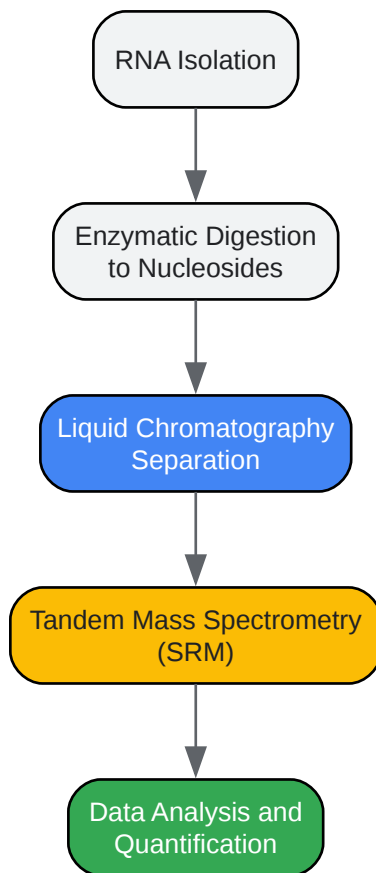 RNA Isolation
Enzymatic Digestion
to Nucleosides
Liquid Chromatography
Separation
Tandem Mass Spectrometry
(SRM)
Data Analysis and
Quantification